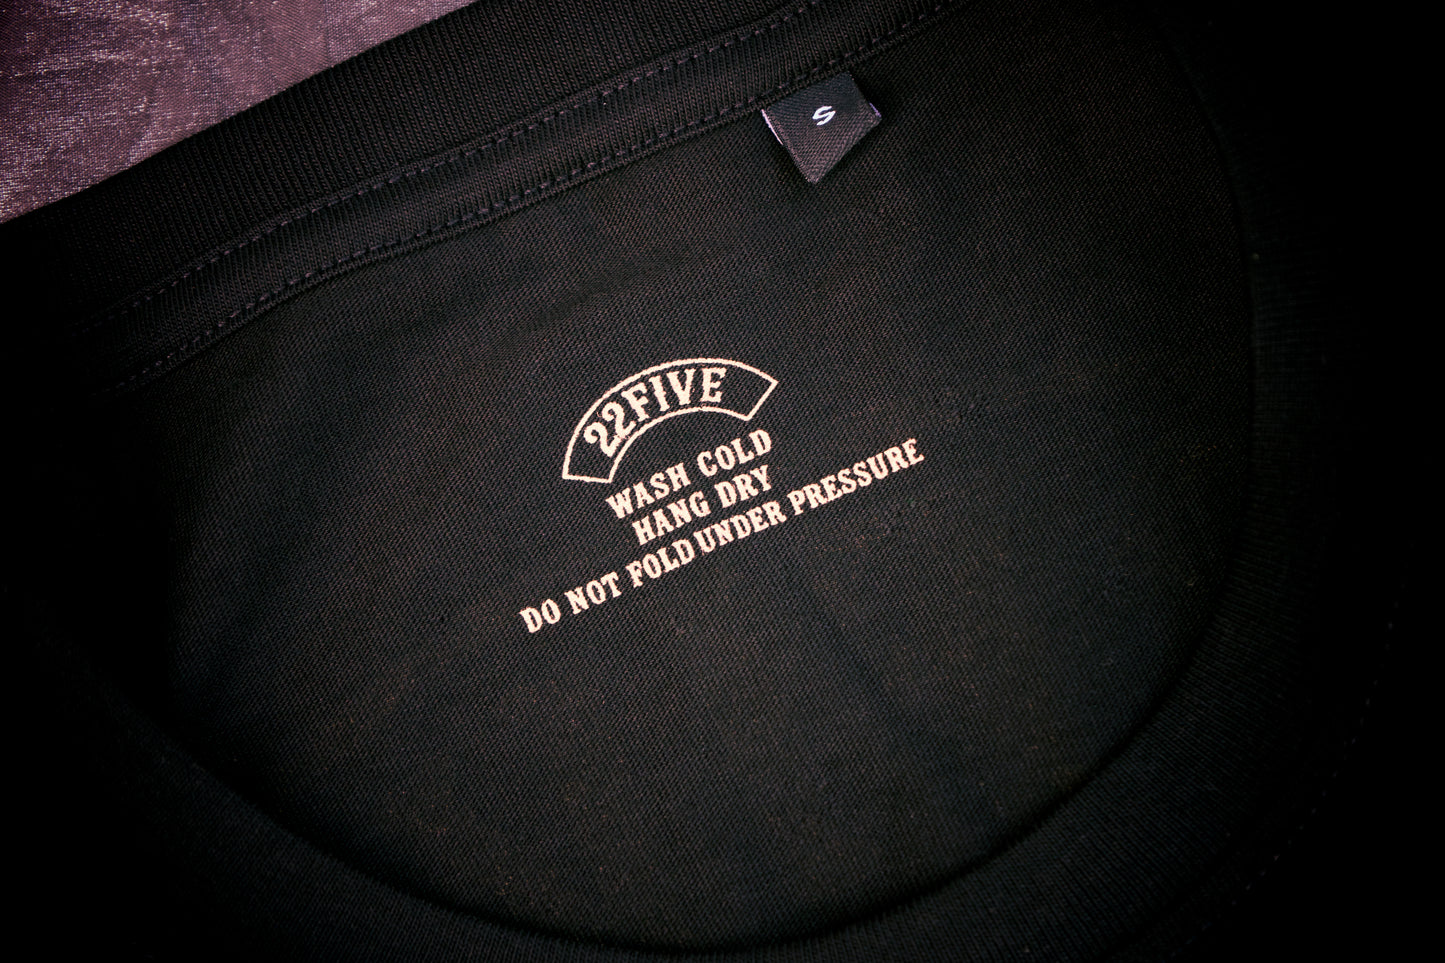 S
22FIVE
WASH COLD
HANG DRY
DO NOT FOLD UNDER PRESSURE